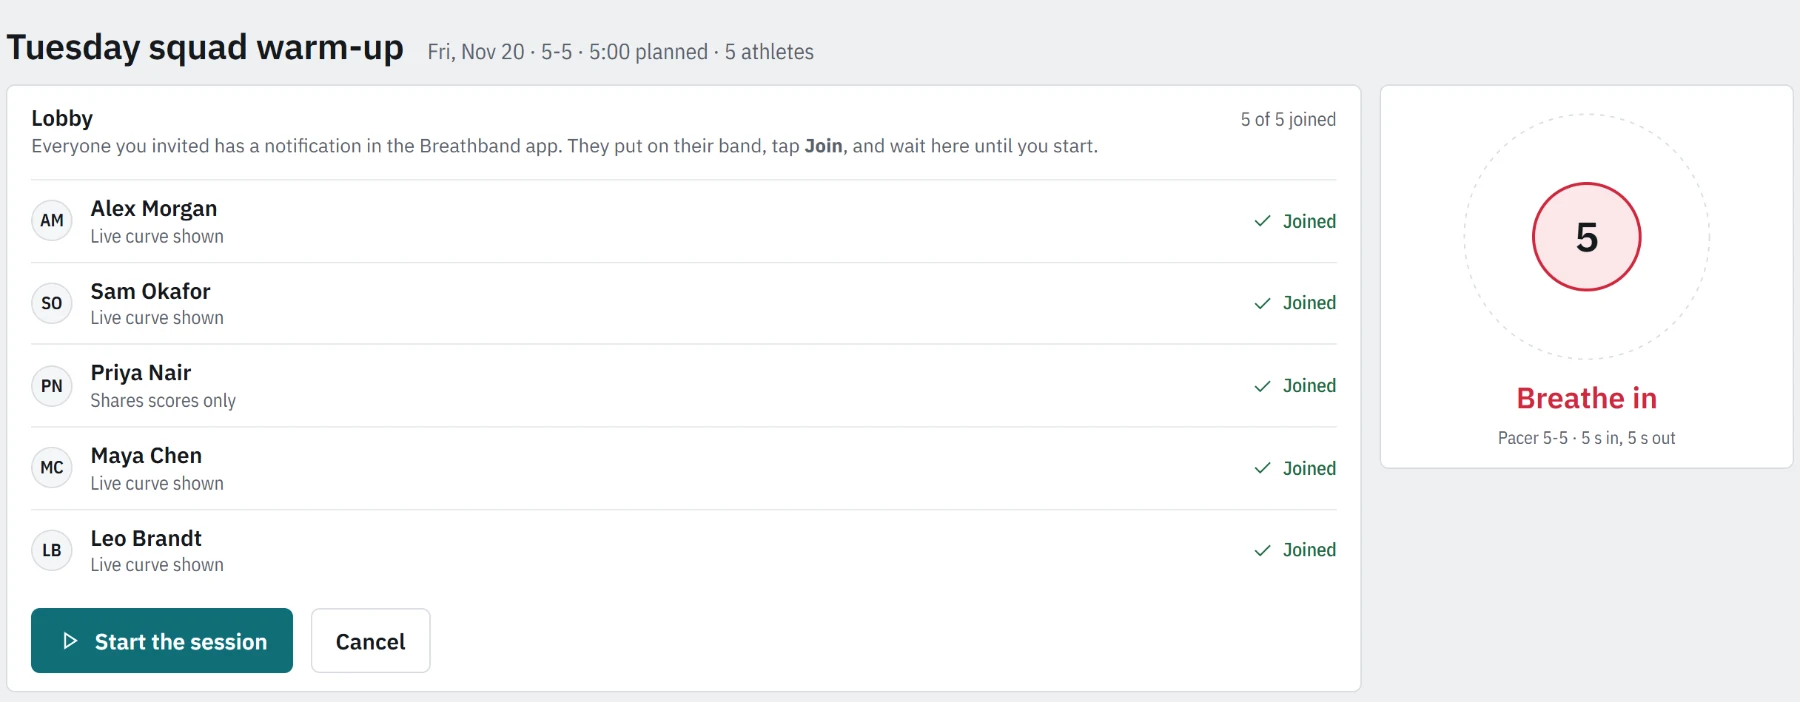 Tuesday squad warm-up Fri, Nov 20 · 5-5 · 5:00 planned · 5 athletes
Lobby 5 of 5 joined
Everyone you invited has a notification in the Breathband app. They put on their band, tap Join, and wait here until you start.
AM Alex Morgan
Live curve shown
Joined
SO Sam Okafor
Live curve shown
Joined
PN Priya Nair
Shares scores only
Joined
MC Maya Chen
Live curve shown
Joined
LB Leo Brandt
Live curve shown
Joined
Start the session Cancel
5
Breathe in
Pacer 5-5 · 5 s in, 5 s out